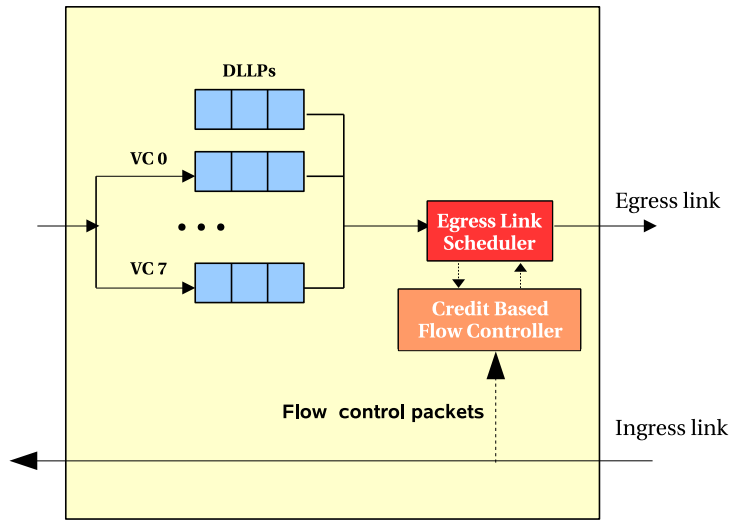 DLLPs
VC 0
VC 7
Egress Link
Scheduler
Egress link
Credit Based
Flow Controller
Flow control packets
Ingress link